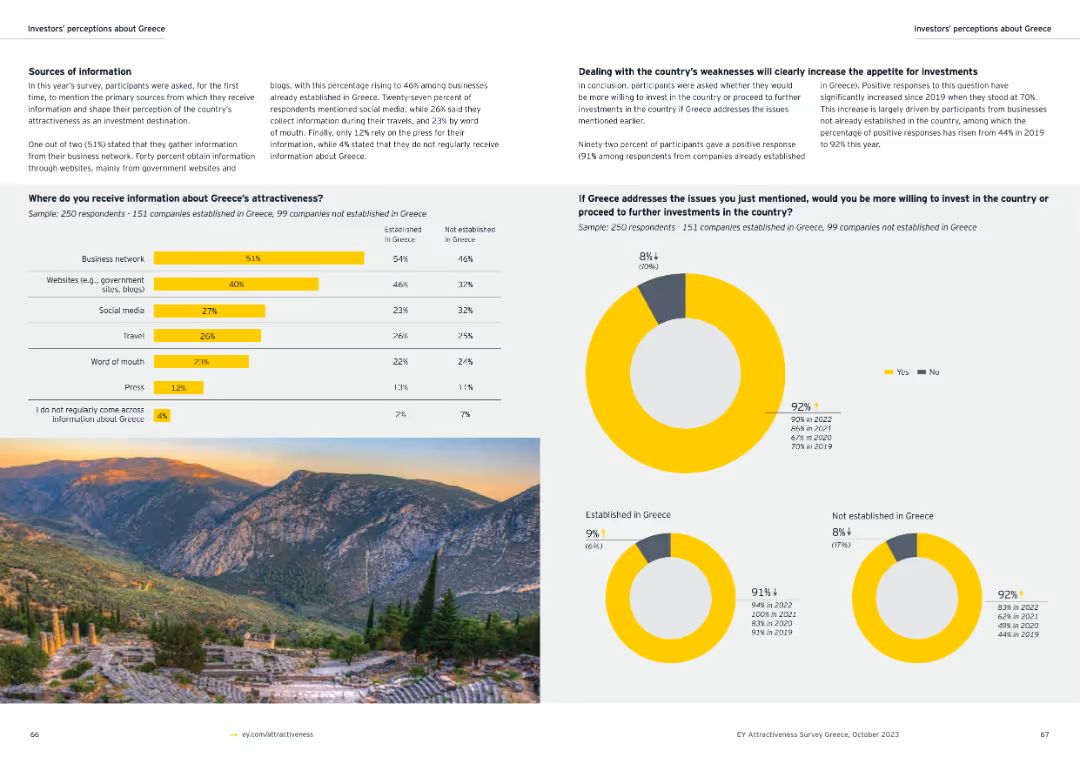 Investors' perceptions about Greece
Sources of information
In this year's survey, participants were asked, for the first
time, to mention the primary sources from which they receive
information and shape their perception of the country's
attractiveness as an investment destination.
One out of two (51%) stated that they gather information
from their business network. Forty percent obtain information
through websites, mainly from government websites and
blogs, with this percentage rising to 46% among businesses
already established in Greece. Twenty-seven percent of
respondents mentioned social media, while 26% said they
collect information during their travels, and 23% by word
of mouth. Finally, only 12% rely on the press for their
information, while 4% stated that they do not regularly receive
information about Greece.
Where do you receive information about Greece's attractiveness?
Sample: 250 respondents - 151 companies established in Greece, 99 companies not established in Greece
Established
in Greece
Not established
in Greece
Business network 51% 54% 46%
Websites (e.g., government
sites, blogs) 40% 46% 32%
Social media 27% 23% 32%
Travel 26% 26% 25%
Word of mouth 23% 22% 24%
Press 12% 13% 11%
I do not regularly come across
information about Greece 4% 2% 7%
66
ey.com/attractiveness
Investors' perceptions about Greece
Dealing with the country's weaknesses will clearly increase the appetite for investments
In conclusion, participants were asked whether they would
be more willing to invest in the country or proceed to further
investments in the country if Greece addresses the issues
mentioned earlier.
Ninety-two percent of participants gave a positive response
(91% among respondents from companies already established
in Greece). Positive responses to this question have
significantly increased since 2019 when they stood at 70%.
This increase is largely driven by participants from businesses
not already established in the country, among which the
percentage of positive responses has risen from 44% in 2019
to 92% this year.
If Greece addresses the issues you just mentioned, would you be more willing to invest in the country or
proceed to further investments in the country?
Sample: 250 respondents - 151 companies established in Greece, 99 companies not established in Greece
8%↓
(10%)
Yes No
92% ↑
90% in 2022
86% in 2021
67% in 2020
70% in 2019
Established in Greece
9% ↑
(6%)
91% ↓
94% in 2022
100% in 2021
83% in 2020
91% in 2019
Not established in Greece
8%↓
(17%)
92% ↑
83% in 2022
62% in 2021
49% in 2020
44% in 2019
EY Attractiveness Survey Greece, October 2023
67